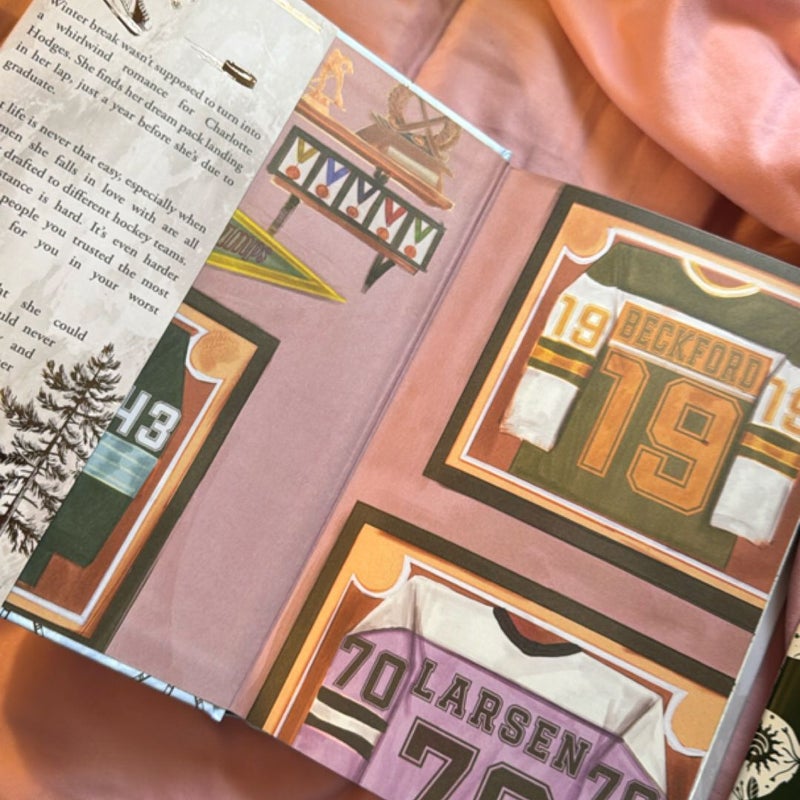 Winter break wasn't supposed to turn into
a whirlwind romance for Charlotte
Hodges. She finds her dream pack landing
in her lap, just a year before she's due to
graduate.
life is never that easy, especially when
men she falls in love with are all
drafted to different hockey teams.
stance is hard. It's even harder
people you trusted the most
for you in your worst
she could
never
and
43
19
BECKFORD
19
19
70
LARSEN
70
70